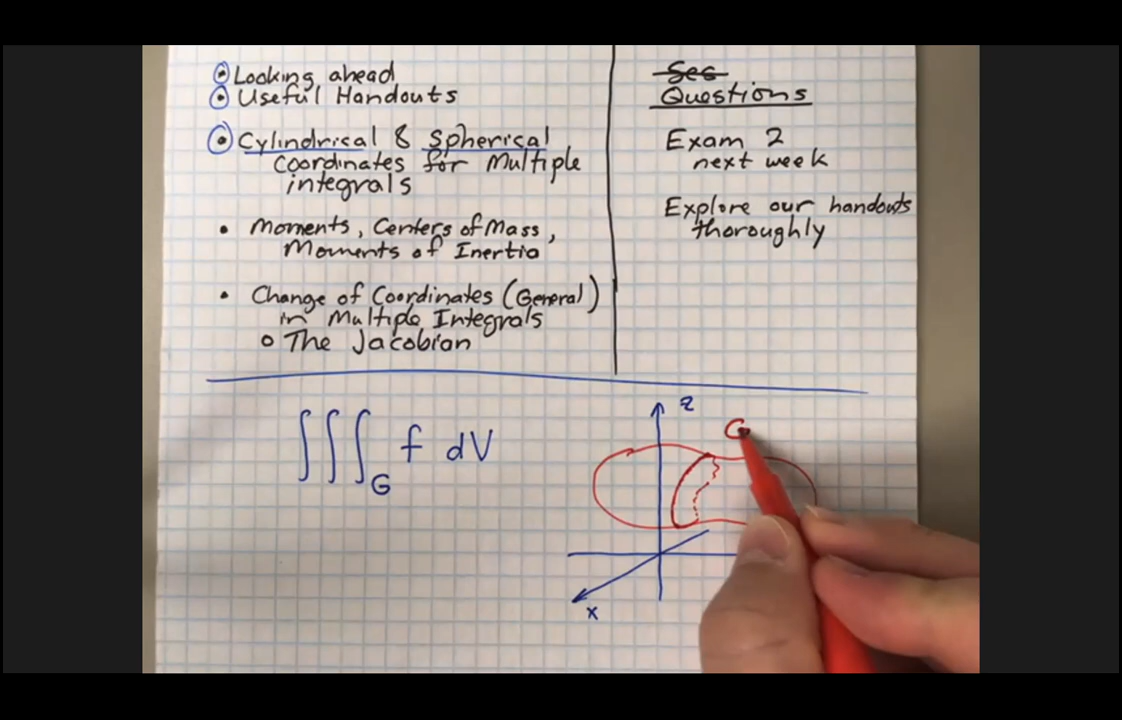 Looking ahead
Useful Handouts
Cylindrical & Spherical
Coordinates for Multiple
integrals
• Moments, Centers of Mass,
Moments of Inertia
• Change of Coordinates (General)
in Multiple Integrals
o The Jacobian
Ses
Questions
Exam 2
next week
Explore our handouts
thoroughly
∭G f dV
z
G
x